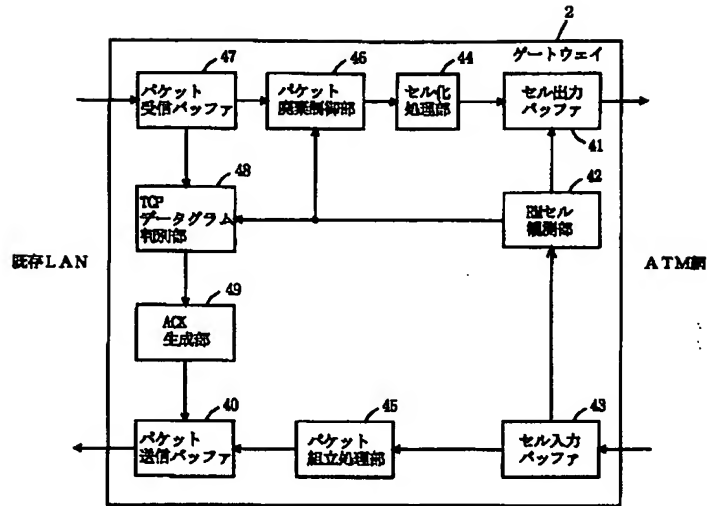 2
ゲートウェイ
47
パケット
受信バッファ
46
パケット
廃棄制御部
44
セル化
処理部
セル出力
バッファ
41
48
TCP
データグラム
判別部
42
RMセル
観測部
既存LAN
ATM網
49
ACK
生成部
40
パケット
送信バッファ
45
パケット
組立処理部
43
セル入力
バッファ